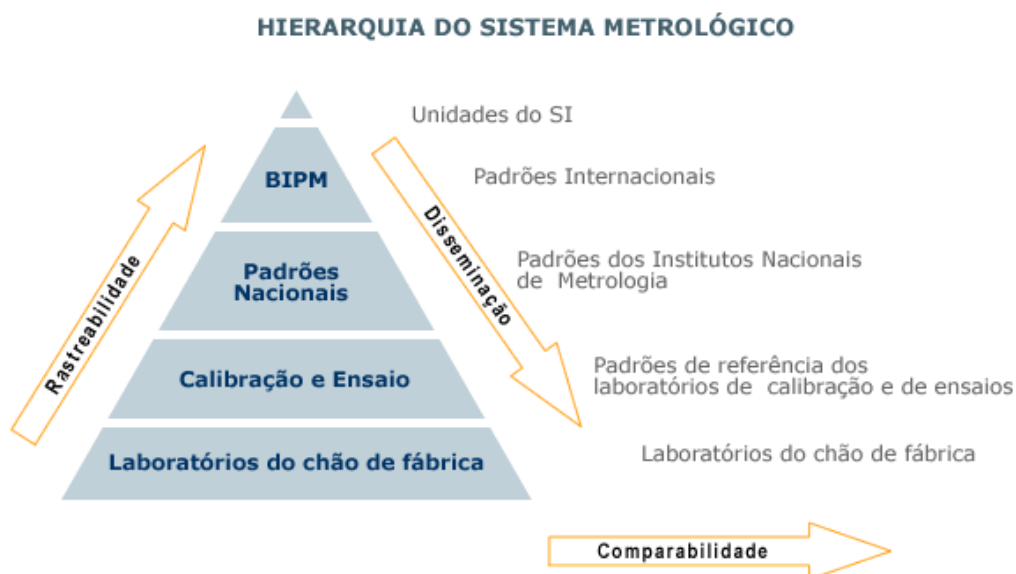 HIERARQUIA DO SISTEMA METROLÓGICO
Unidades do SI
BIPM
Padrões Internacionais
Rastreabilidade
Disseminação
Padrões
Nacionais
Padrões dos Institutos Nacionais
de Metrologia
Calibração e Ensaio
Padrões de referência dos
laboratórios de calibração e de ensaios
Laboratórios do chão de fábrica
Laboratórios do chão de fábrica
Comparabilidade